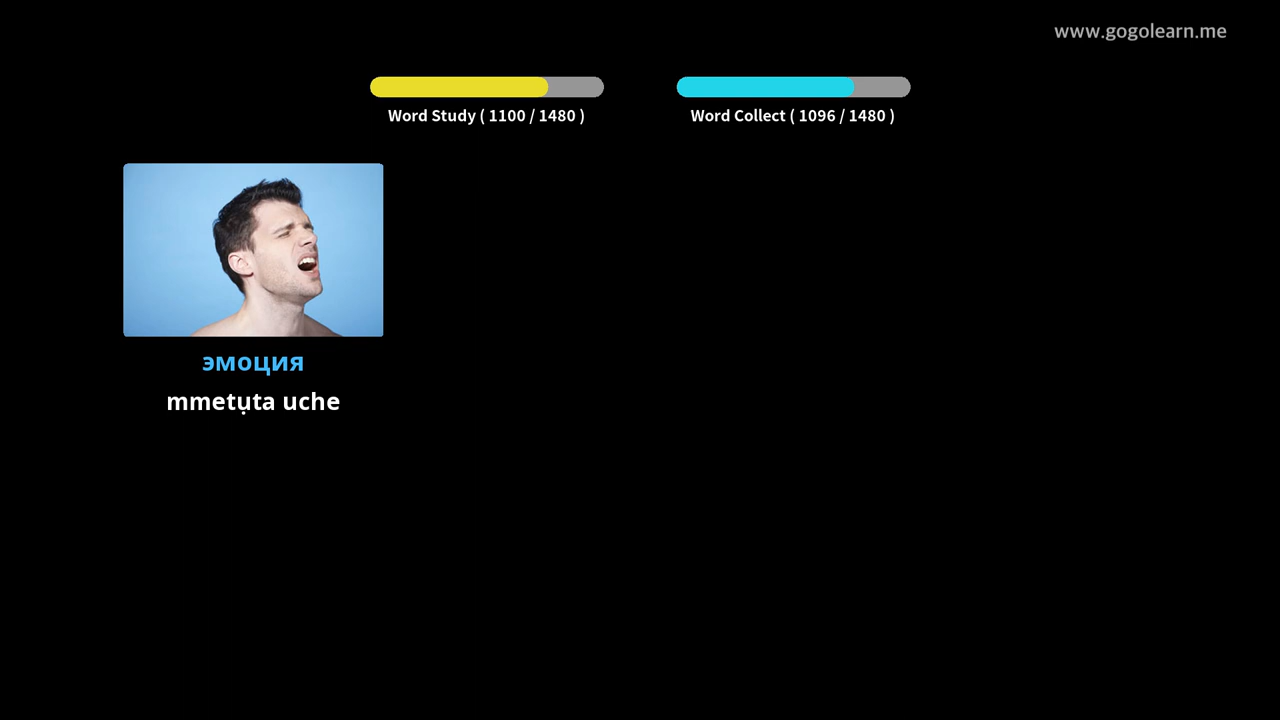 www.gogolearn.me
Word Study ( 1100 / 1480 )
Word Collect ( 1096 / 1480 )
эмоция
mmetụta uche